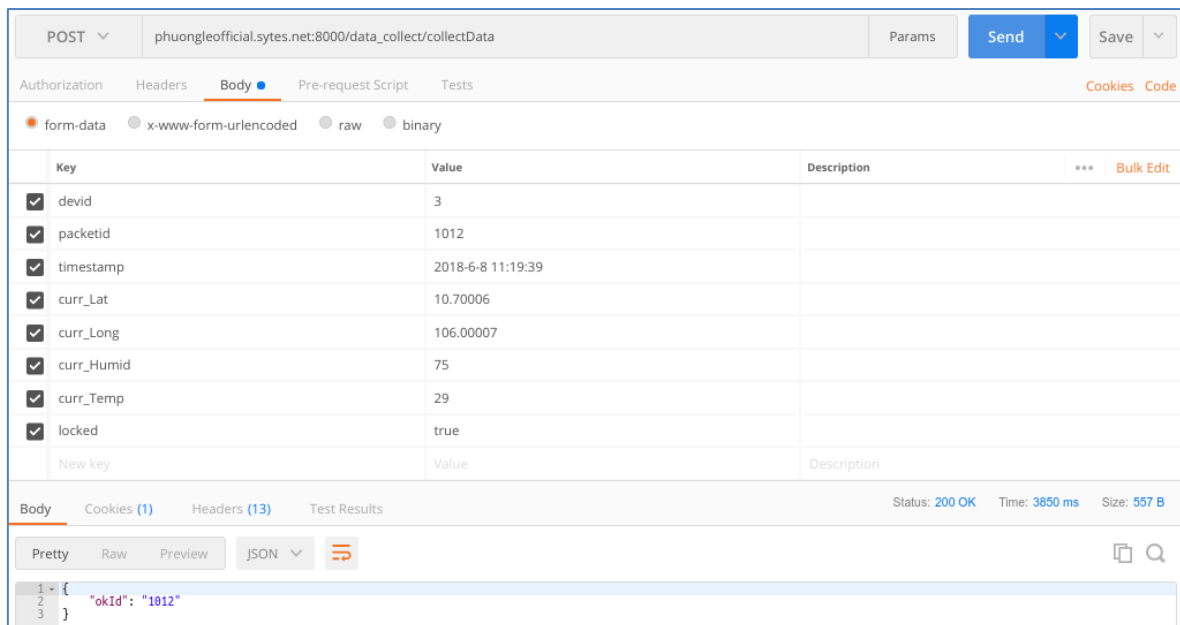 POST phuongleofficial.sytes.net:8000/data_collect/collectData Params Send Save
Authorization Headers Body Pre-request Script Tests Cookies Code
form-data x-www-form-urlencoded raw binary
Key Value Description ••• Bulk Edit
devid 3
packetid 1012
timestamp 2018-6-8 11:19:39
curr_Lat 10.70006
curr_Long 106.00007
curr_Humid 75
curr_Temp 29
locked true
New key Value Description
Body Cookies (1) Headers (13) Test Results Status: 200 OK Time: 3850 ms Size: 557 B
Pretty Raw Preview JSON
1 {
2 "okId": "1012"
3 }